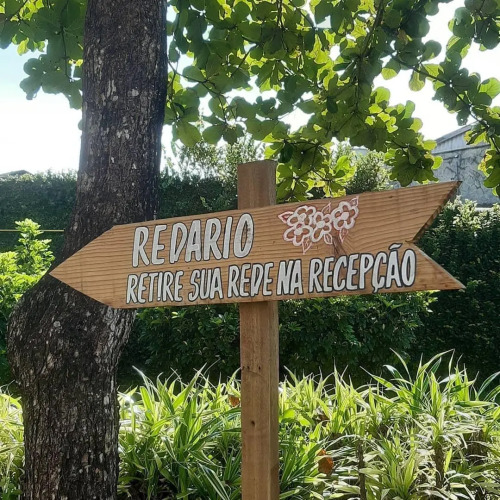 REDARIO
RETIRE SUA REDE NA RECEPÇÃO